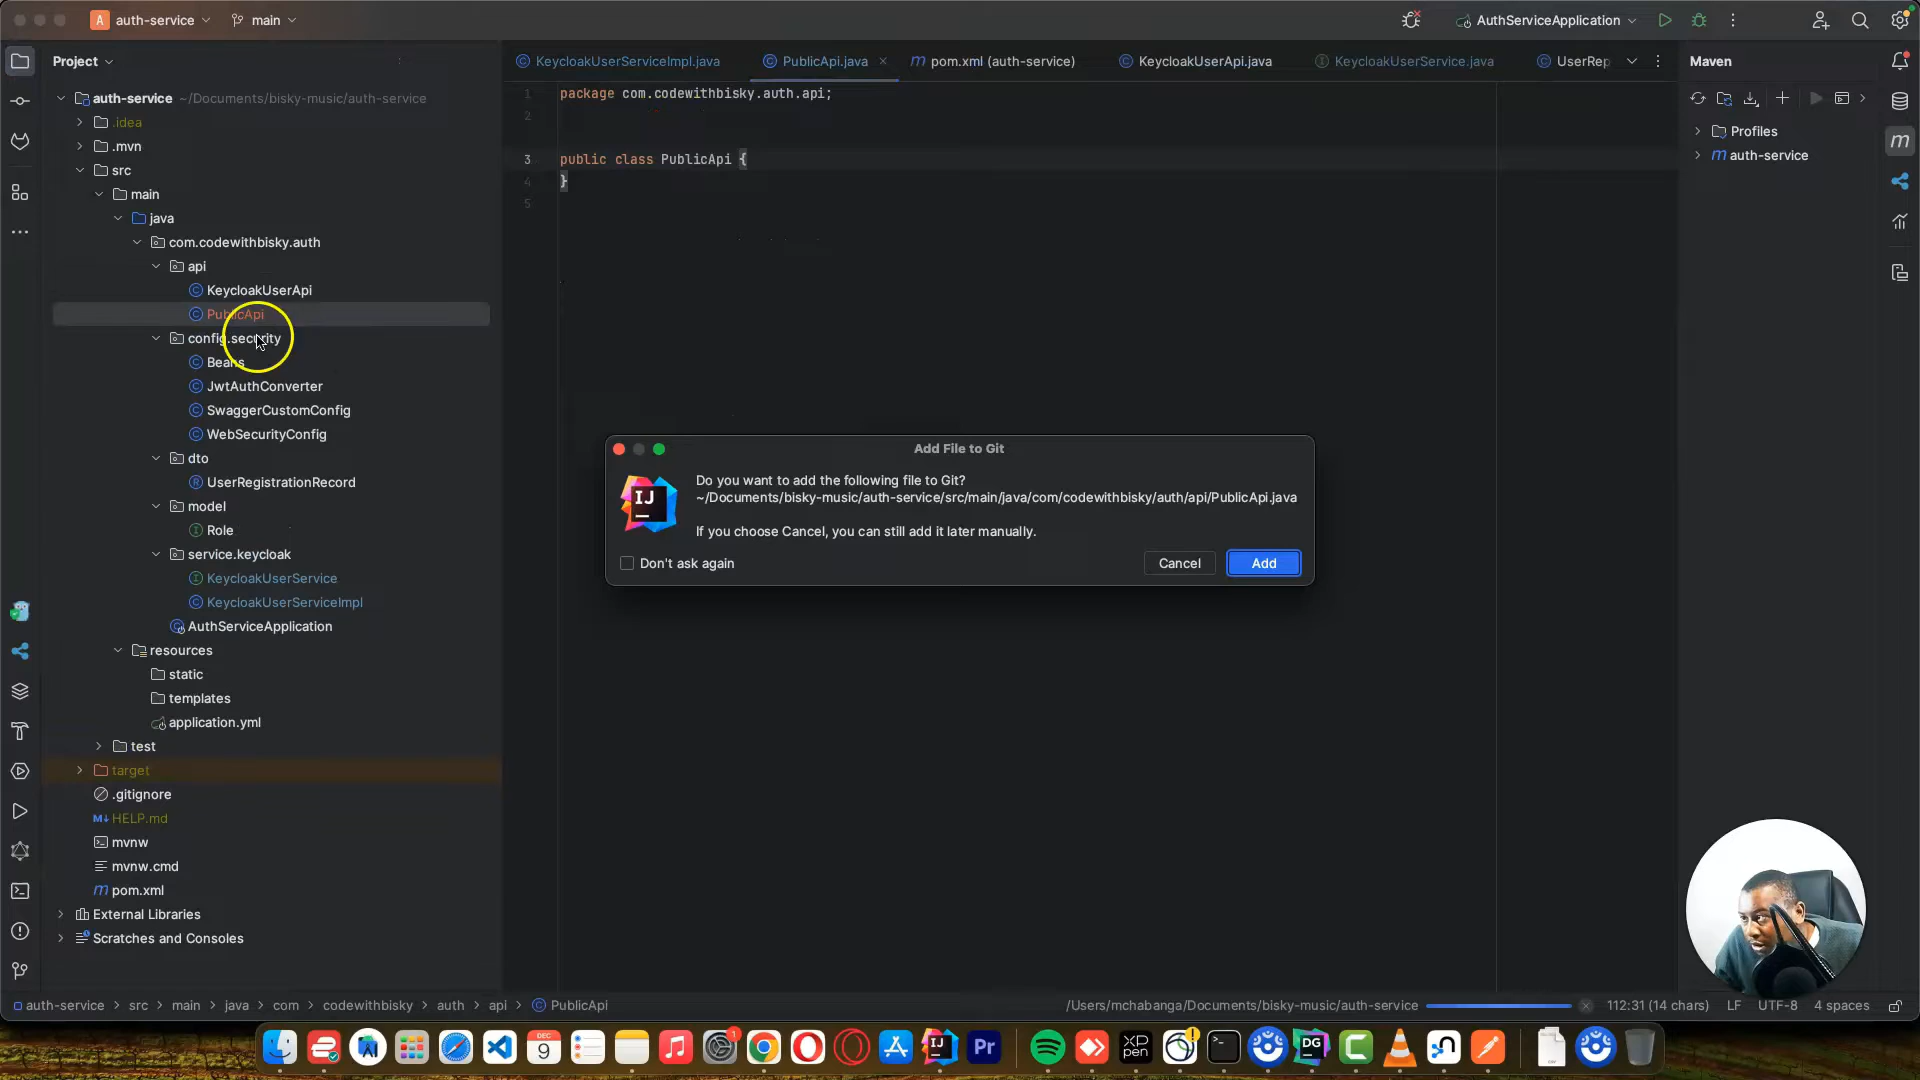 A auth-service main AuthServiceApplication
Project
KeycloakUserServiceImpl.java PublicApi.java pom.xml (auth-service) KeycloakUserApi.java KeycloakUserService.java UserRep
Maven
auth-service ~/Documents/bisky-music/auth-service
.idea
.mvn
src
main
java
com.codewithbisky.auth
api
KeycloakUserApi
PublicApi
config.security
Beans
JwtAuthConverter
SwaggerCustomConfig
WebSecurityConfig
dto
UserRegistrationRecord
model
Role
service.keycloak
KeycloakUserService
KeycloakUserServiceImpl
AuthServiceApplication
resources
static
templates
application.yml
test
target
.gitignore
HELP.md
mvnw
mvnw.cmd
pom.xml
External Libraries
Scratches and Consoles
1 package com.codewithbisky.auth.api;
2
3 public class PublicApi {
4 }
5
Profiles
auth-service
Add File to Git
Do you want to add the following file to Git?
~/Documents/bisky-music/auth-service/src/main/java/com/codewithbisky/auth/api/PublicApi.java
If you choose Cancel, you can still add it later manually.
Don't ask again Cancel Add
auth-service > src > main > java > com > codewithbisky > auth > api > PublicApi /Users/mchabanga/Documents/bisky-music/auth-service 112:31 (14 chars) LF UTF-8 4 spaces
DEC 9 1 IJ Pr XP pen DG